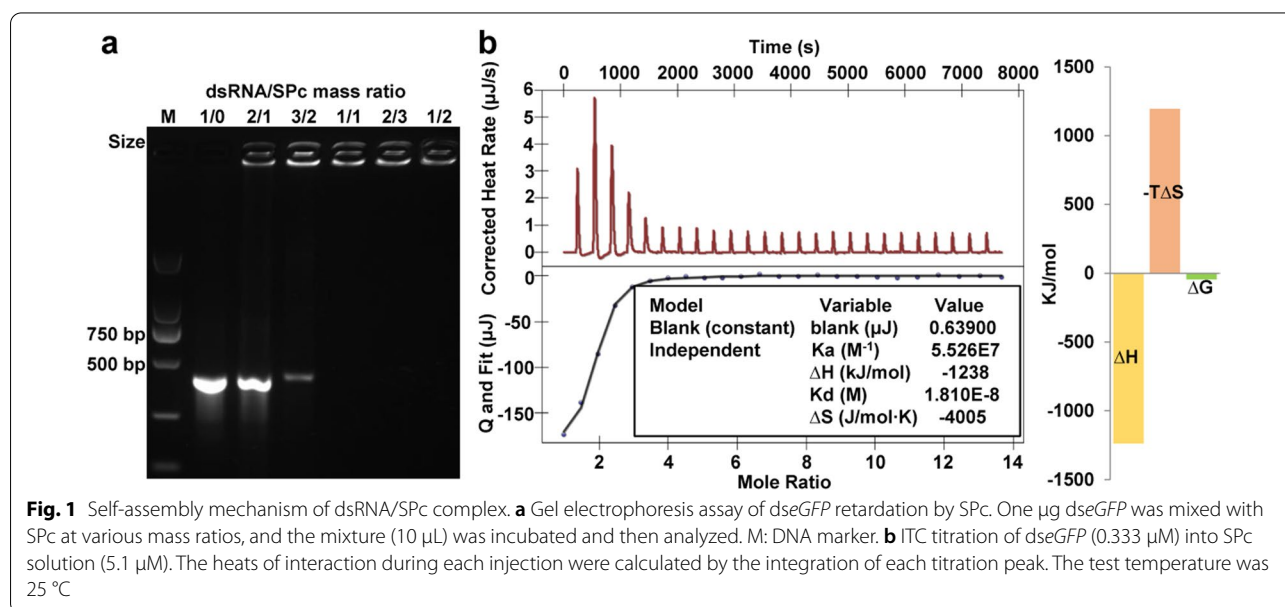 a
dsRNA/SPc mass ratio
M 1/0 2/1 3/2 1/1 2/3 1/2
Size
750 bp
500 bp
b
Time (s)
0 1000 2000 3000 4000 5000 6000 7000 8000
Corrected Heat Rate (µJ/s)
6
5
4
3
2
1
0
Q and Fit (µJ)
0
-50
-100
-150
Model Variable Value
Blank (constant) blank (µJ) 0.63900
Independent Ka (M⁻¹) 5.526E7
ΔH (kJ/mol) -1238
Kd (M) 1.810E-8
ΔS (J/mol·K) -4005
2 4 6 8 10 12 14
Mole Ratio
KJ/mol
1500
1000
500
0
-500
-1000
-1500
-TΔS
ΔG
ΔH
Fig. 1 Self-assembly mechanism of dsRNA/SPc complex. a Gel electrophoresis assay of dseGFP retardation by SPc. One µg dseGFP was mixed with
SPc at various mass ratios, and the mixture (10 µL) was incubated and then analyzed. M: DNA marker. b ITC titration of dseGFP (0.333 µM) into SPc
solution (5.1 µM). The heats of interaction during each injection were calculated by the integration of each titration peak. The test temperature was
25 °C